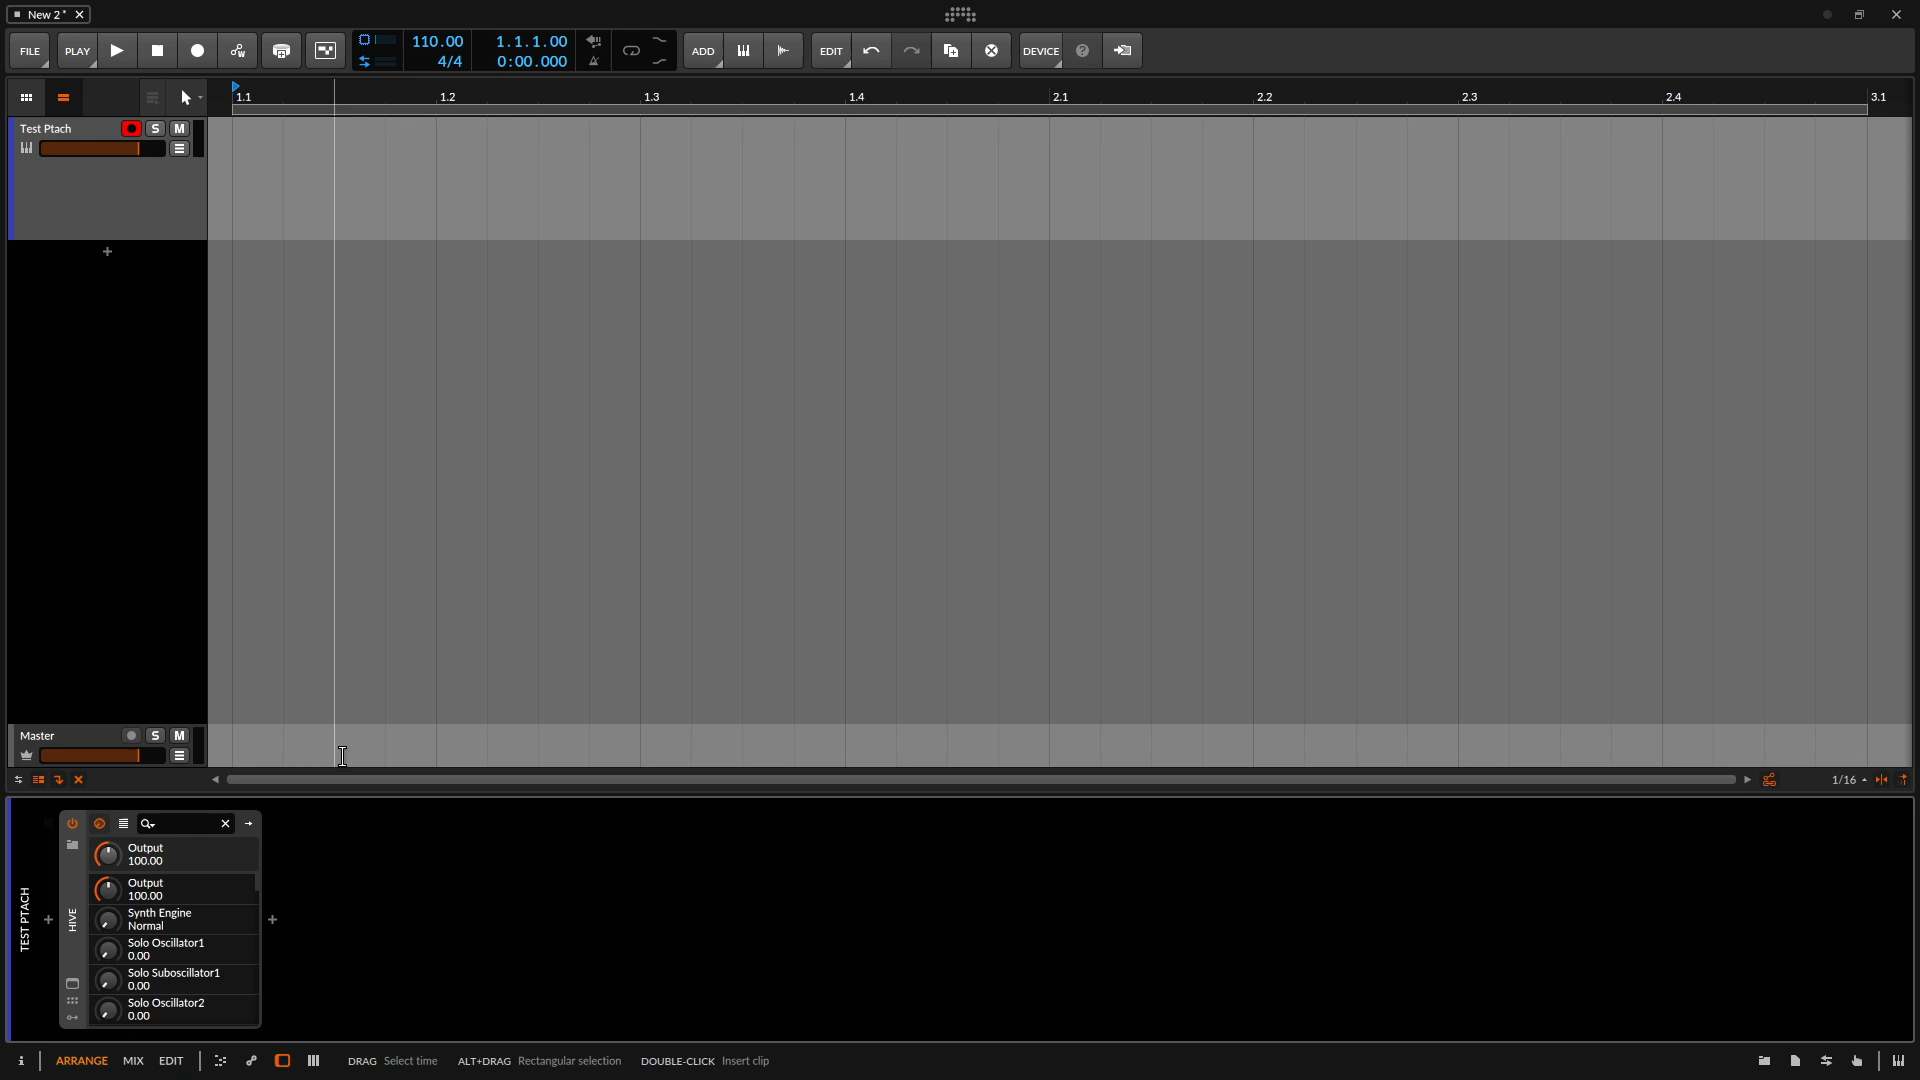 New 2*
FILE PLAY 110.00 1.1.1.00 ADD EDIT DEVICE
4/4 0:00.000
1.1 1.2 1.3 1.4 2.1 2.2 2.3 2.4 3.1
Test Ptach S M
Master S M
1/16
TEST PTACH
HIVE
Output
100.00
Output
100.00
Synth Engine
Normal
Solo Oscillator1
0.00
Solo Suboscillator1
0.00
Solo Oscillator2
0.00
ARRANGE MIX EDIT DRAG Select time ALT+DRAG Rectangular selection DOUBLE-CLICK Insert clip